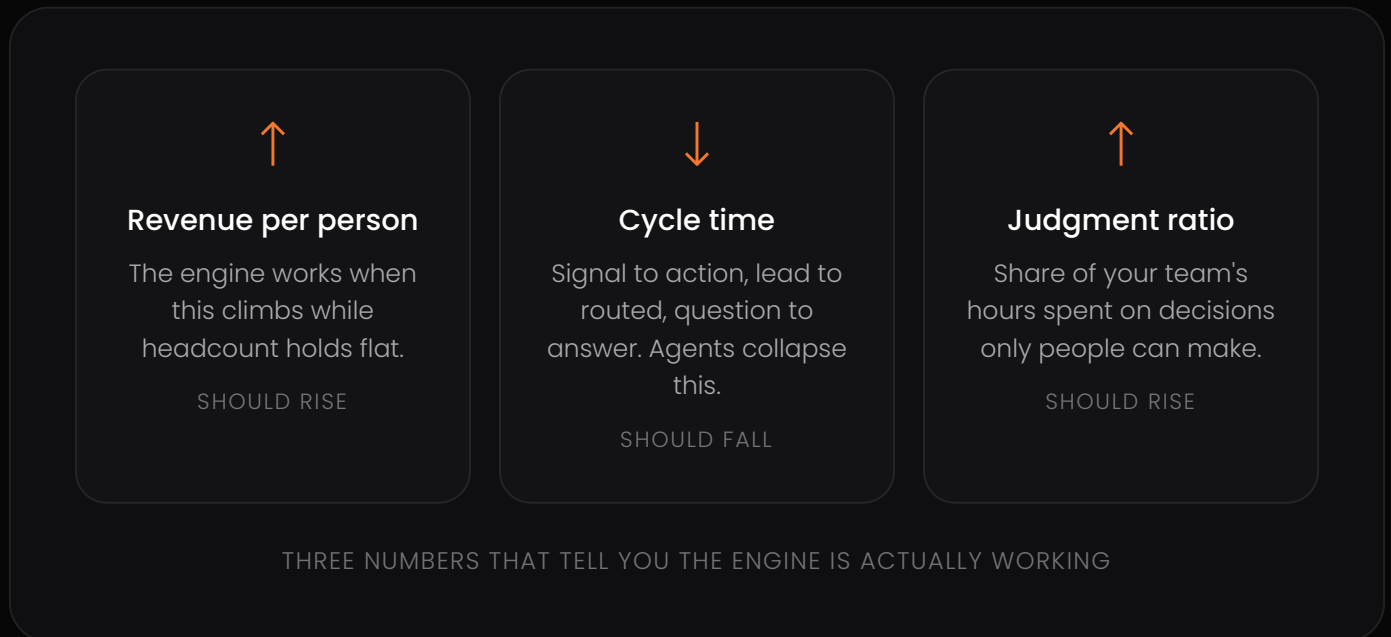 Revenue per person
The engine works when
this climbs while
headcount holds flat.
SHOULD RISE
Cycle time
Signal to action, lead to
routed, question to
answer. Agents collapse
this.
SHOULD FALL
Judgment ratio
Share of your team's
hours spent on decisions
only people can make.
SHOULD RISE
THREE NUMBERS THAT TELL YOU THE ENGINE IS ACTUALLY WORKING